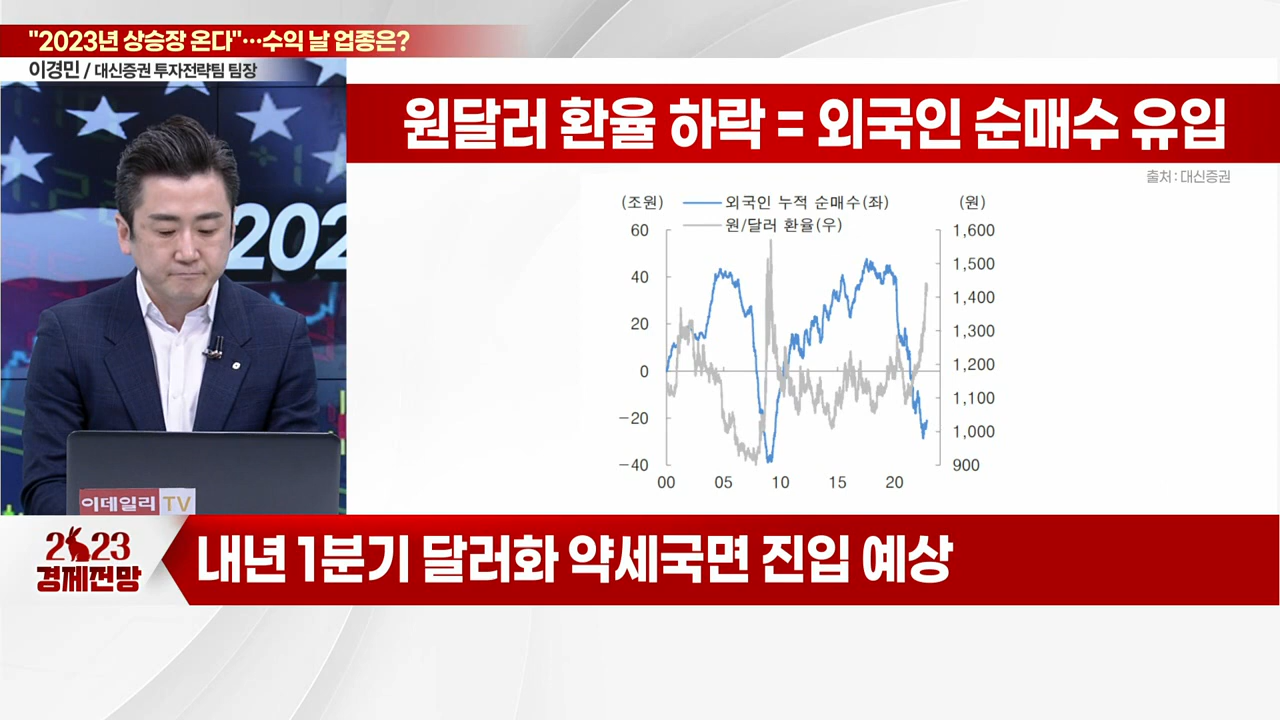 "2023년 상승장 온다"…수익 날 업종은?
이경민 / 대신증권 투자전략팀 팀장
202
원달러 환율 하락 = 외국인 순매수 유입
출처 : 대신증권
(조원)
외국인 누적 순매수(좌)
원/달러 환율(우)
(원)
60
40
20
0
−20
−40
1,600
1,500
1,400
1,300
1,200
1,100
1,000
900
00 05 10 15 20
이데일리 TV
2023
경제전망
내년 1분기 달러화 약세국면 진입 예상